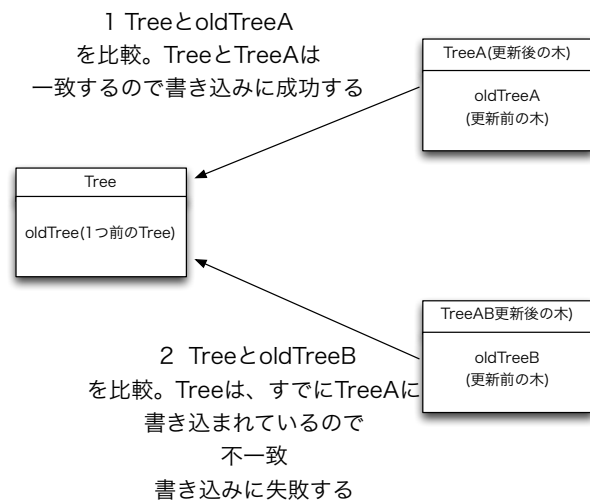 1 TreeとoldTreeA
を比較。TreeとTreeAは
一致するので書き込みに成功する
TreeA(更新後の木)
oldTreeA
(更新前の木)
Tree
oldTree(1つ前のTree)
TreeAB更新後の木)
oldTreeB
(更新前の木)
2 TreeとoldTreeB
を比較。Treeは、すでにTreeAに
書き込まれているので
不一致
書き込みに失敗する